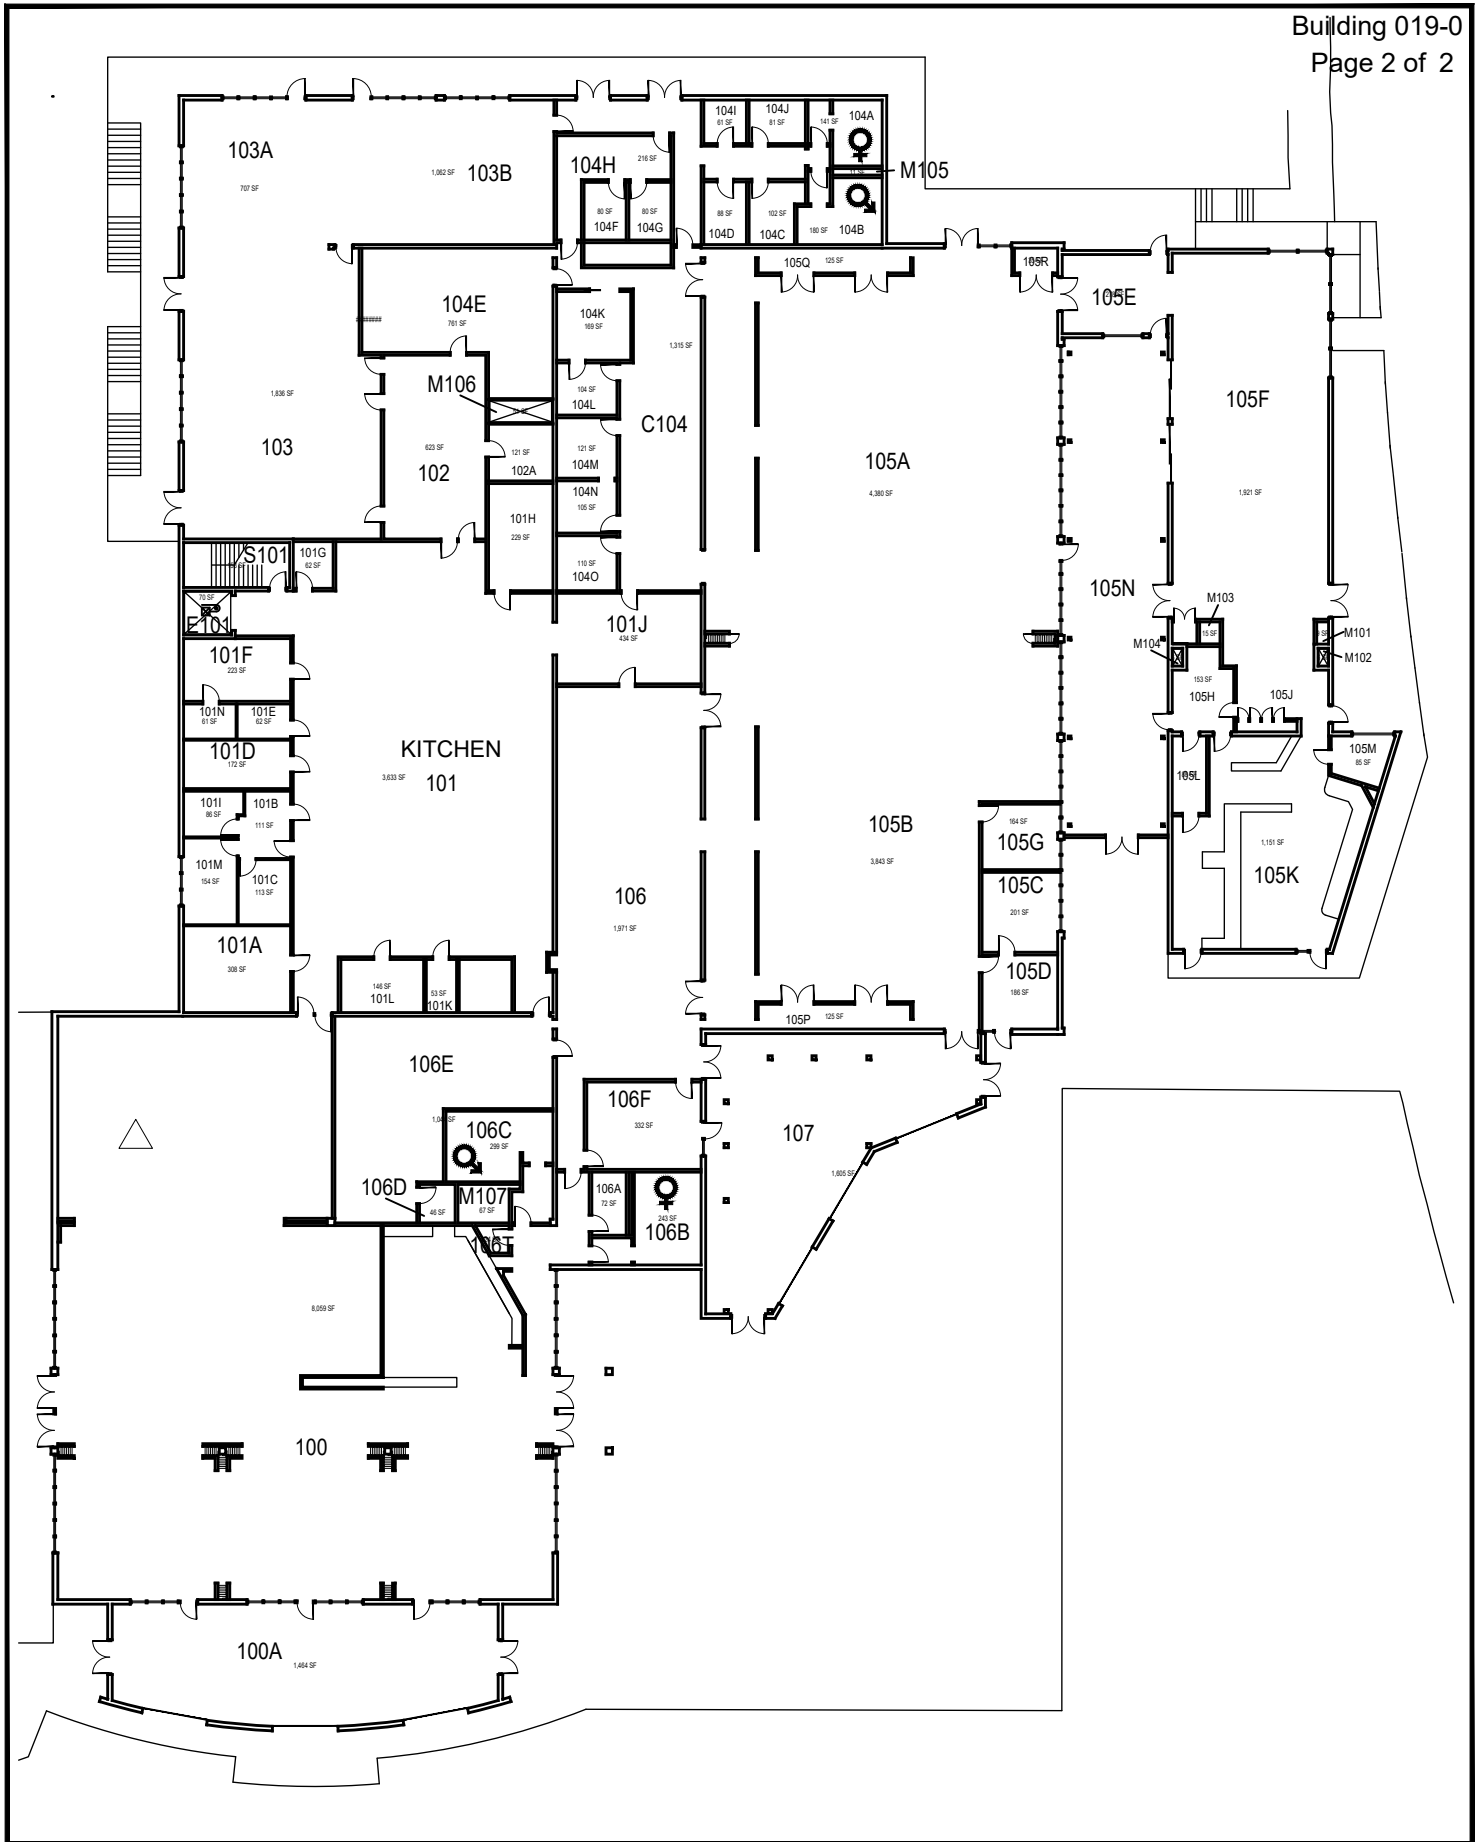 Building 019-0
Page 2 of 2
103A
707 SF
1,062 SF
103B
104H
216 SF
80 SF
104F
80 SF
104G
104I
61 SF
104J
81 SF
141 SF
104A
11 SF
M105
88 SF
104D
102 SF
104C
180 SF
104B
105Q
125 SF
105R
105E
104E
761 SF
########
104K
169 SF
1,315 SF
1,836 SF
M106
104 SF
104L
C104
105F
103
623 SF
102
121 SF
102A
121 SF
104M
105A
4,380 SF
1,921 SF
104N
105 SF
101H
229 SF
S101
101G
62 SF
110 SF
104O
105N
70 SF
E101
101J
434 SF
M103
15 SF
M101
M104
M102
101F
223 SF
153 SF
105H
105J
101N
61 SF
101E
62 SF
101D
172 SF
KITCHEN
101
3,633 SF
105M
85 SF
105L
101I
86 SF
101B
111 SF
105B
3,843 SF
164 SF
105G
1,151 SF
105K
101M
154 SF
101C
113 SF
106
1,971 SF
105C
201 SF
101A
308 SF
146 SF
101L
53 SF
101K
105D
186 SF
105P
125 SF
106E
106F
332 SF
107
1,605 SF
106C
299 SF
106D
46 SF
M107
67 SF
106A
72 SF
243 SF
106B
106T
8,059 SF
100
100A
1,464 SF